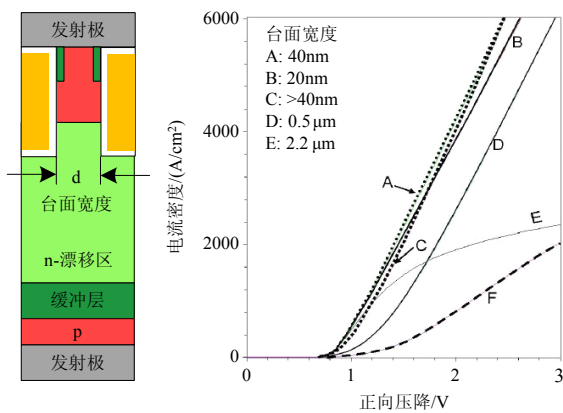 发射极
d
台面宽度
n-漂移区
缓冲层
p
发射极
电流密度/(A/cm²)
6000
4000
2000
0
台面宽度
A: 40nm
B: 20nm
C: >40nm
D: 0.5μm
E: 2.2μm
A
B
C
D
E
F
0
1
2
3
正向压降/V